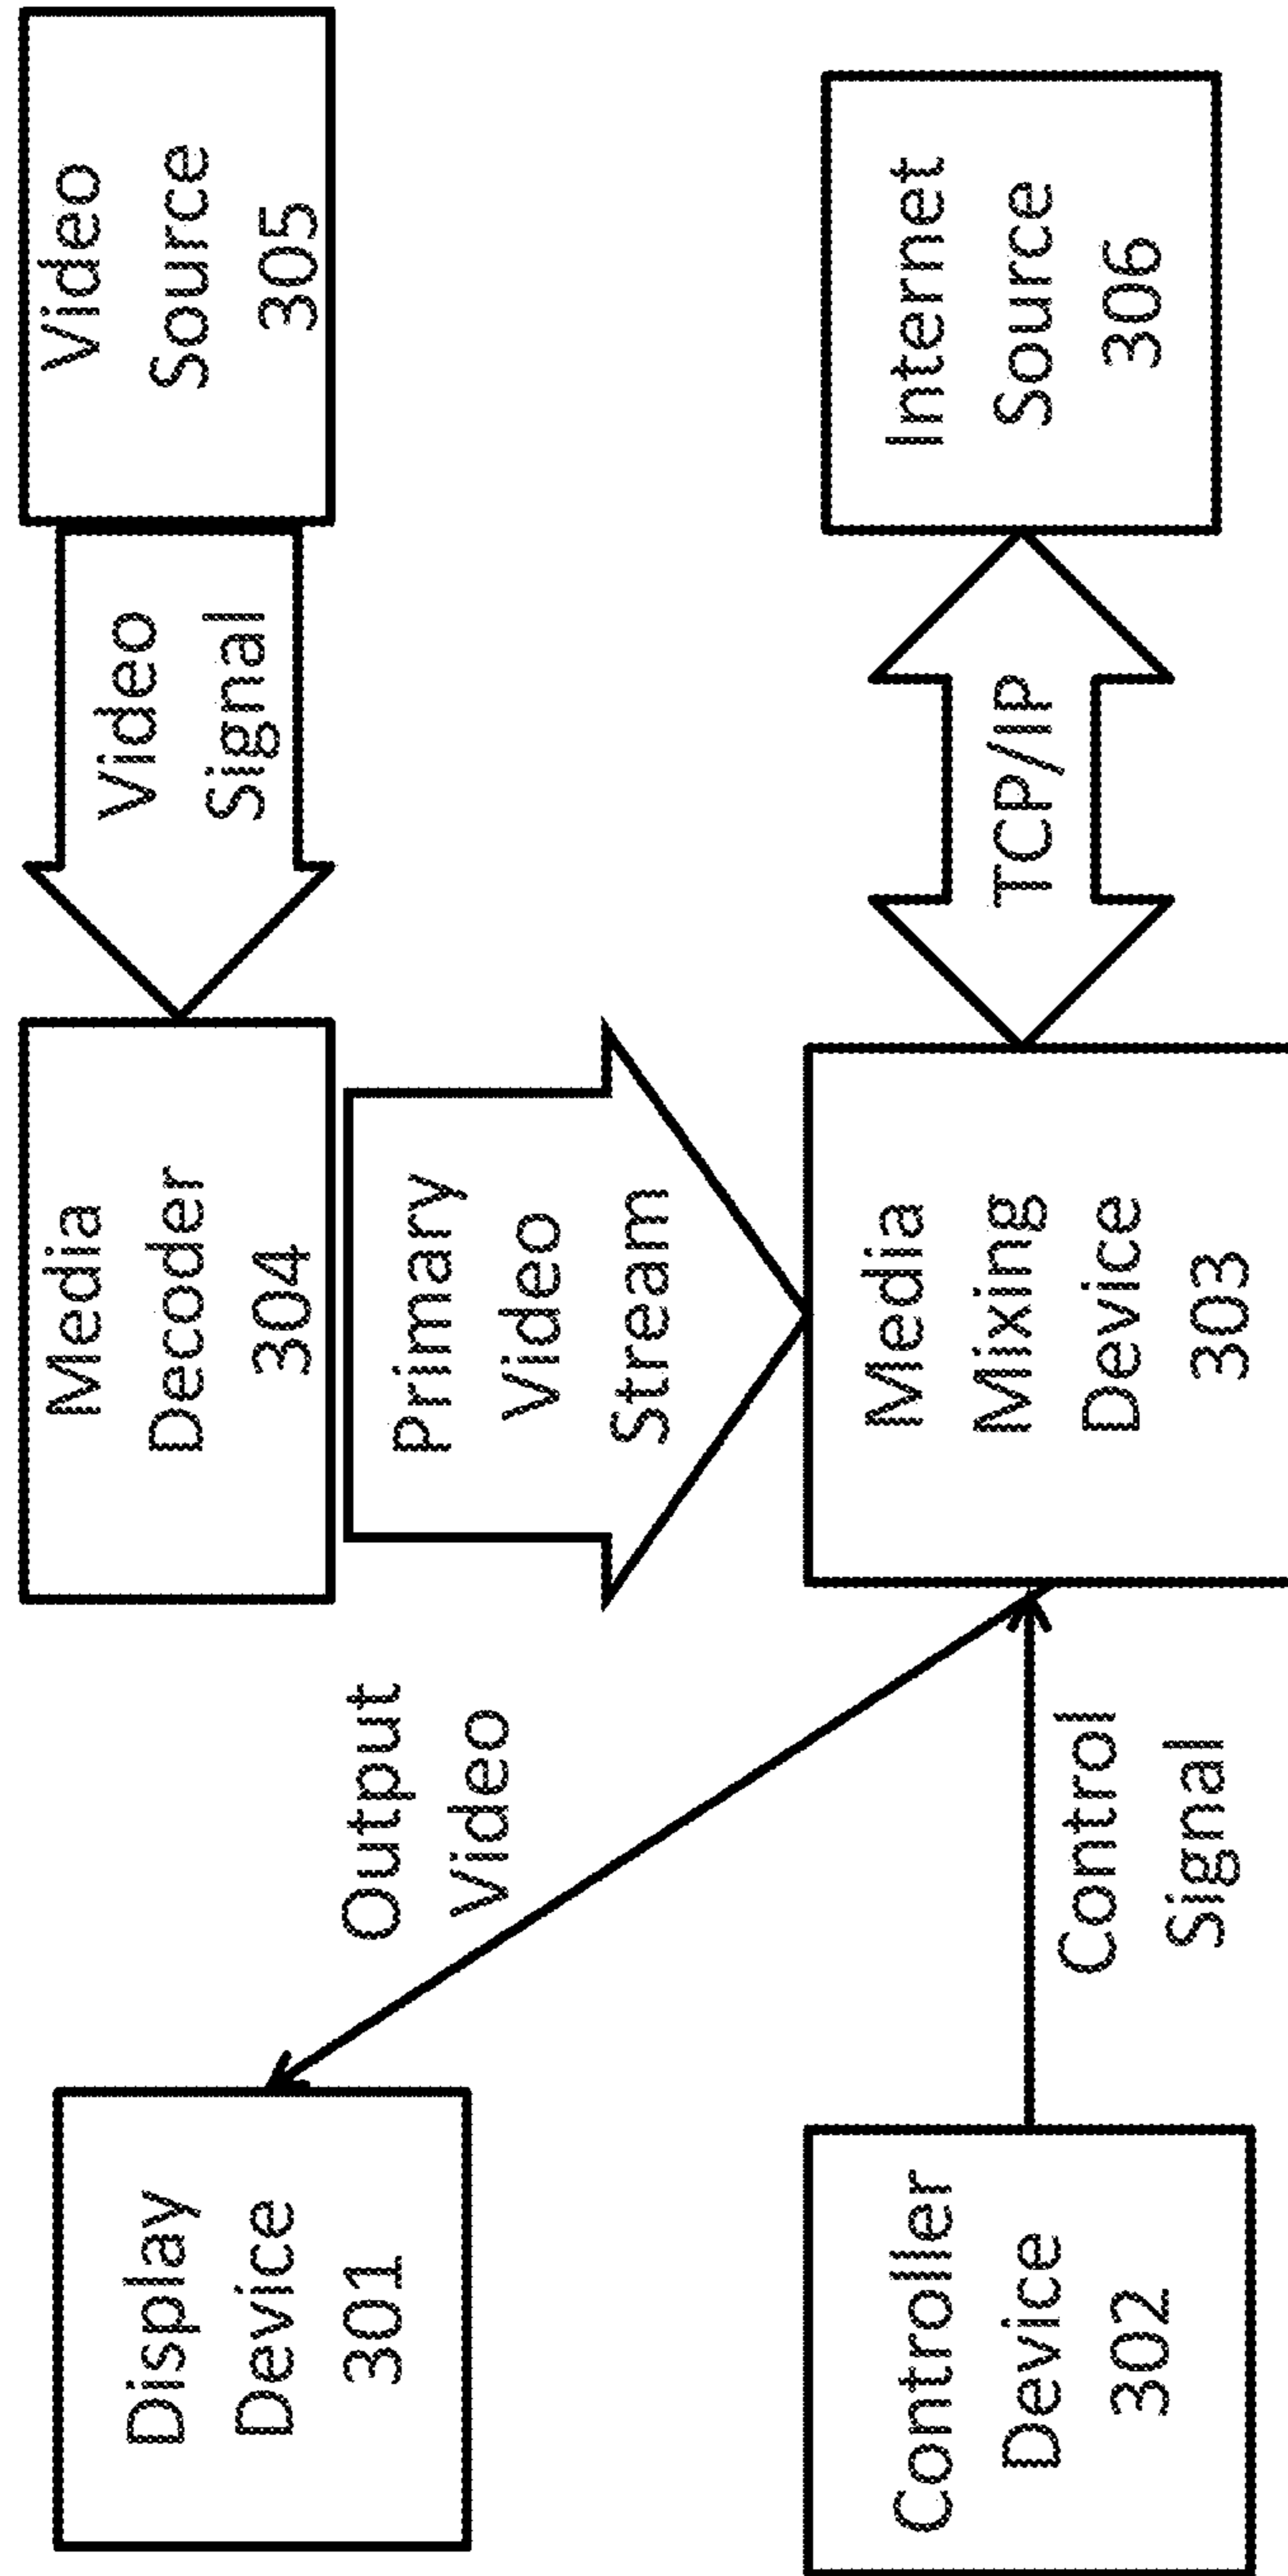 Display
Device
301
Output
Video
Media
Decoder
304
Video
Signal
Video
Source
305
Primary
Video
Stream
Controller
Device
302
Control
Signal
Media
Mixing
Device
303
TCP/IP
Internet
Source
306